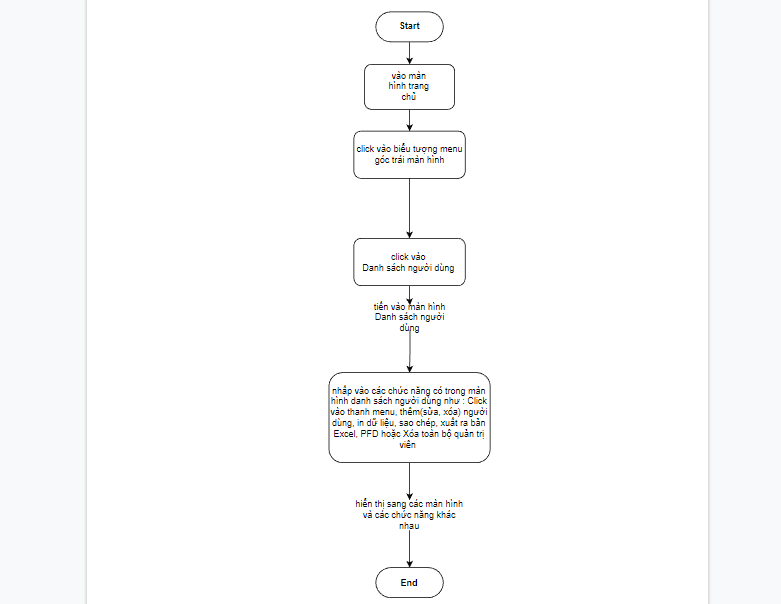 Start
vào màn
hình trang
chủ
click vào biểu tượng menu
góc trái màn hình
click vào
Danh sách người dùng
tiến vào màn hình
Danh sách người
dùng
nhấp vào các chức năng có trong màn
hình danh sách người dùng như : Click
vào thanh menu, thêm(sửa, xóa) người
dùng, in dữ liệu, sao chép, xuất ra bản
Excel, PFD hoặc Xóa toàn bộ quản trị
viên
hiển thị sang các màn hình
và các chức năng khác
nhau
End